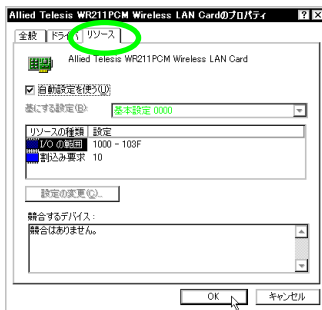 Allied Telesis WR211PCM Wireless LAN Cardのプロパティ
全般 ドライバ リソース
Allied Telesis WR211PCM Wireless LAN Card
自動設定を使う(U)
基にする設定(B): 基本設定 0000
リソースの種類 設定
I/O の範囲 1000 - 103F
割込み要求 10
設定の変更(C)...
競合するデバイス:
競合はありません。
OK キャンセル